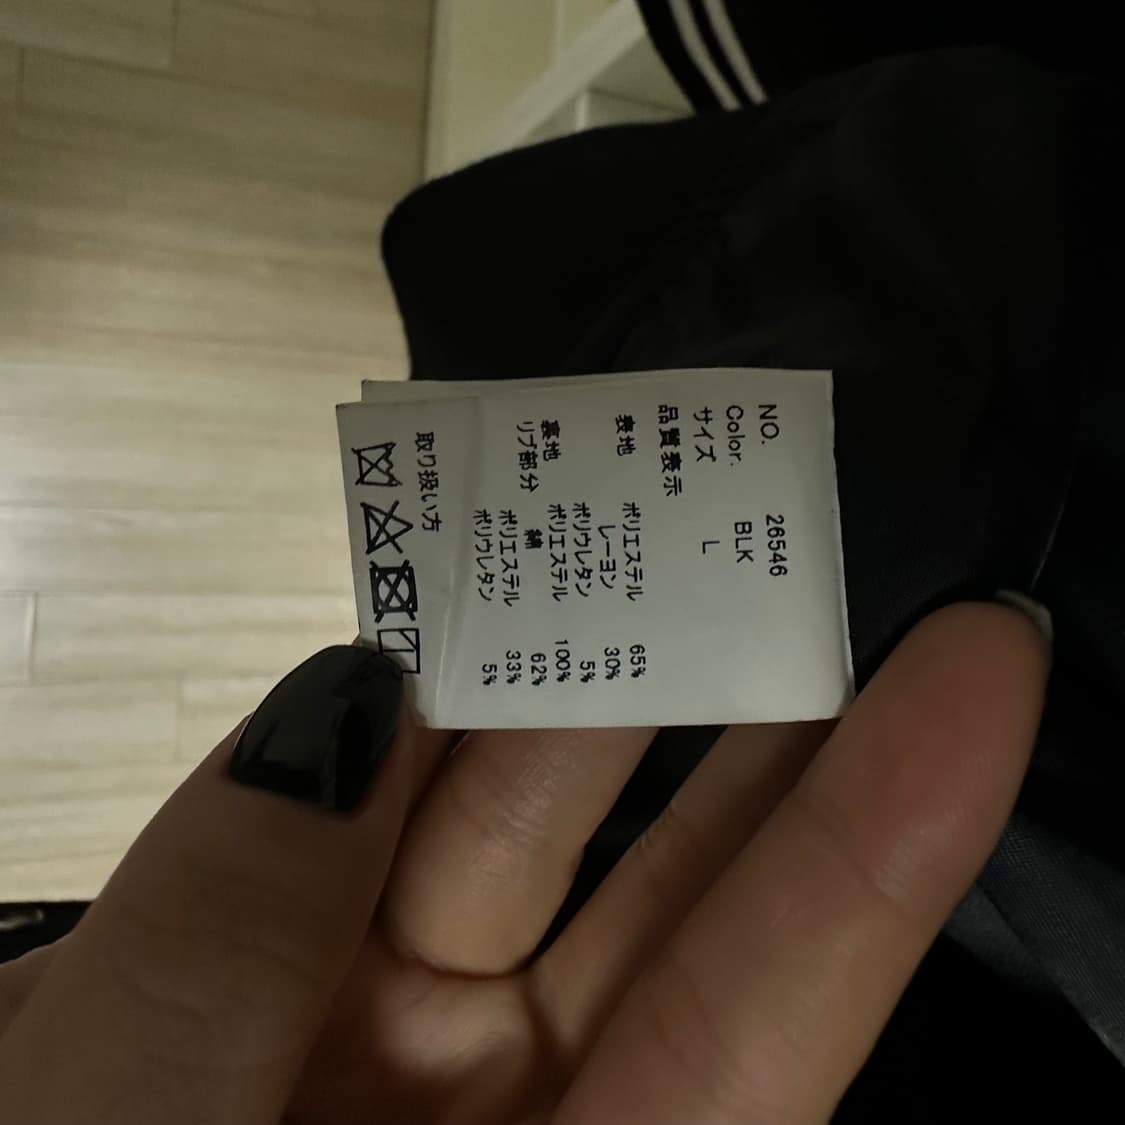 NO. 26546
Color. BLK
サイズ L
品質表示
表地 ポリエステル 65%
レーヨン 30%
ポリウレタン 5%
裏地 ポリエステル 100%
リブ部分 綿 62%
ポリエステル 33%
ポリウレタン 5%
取り扱い方